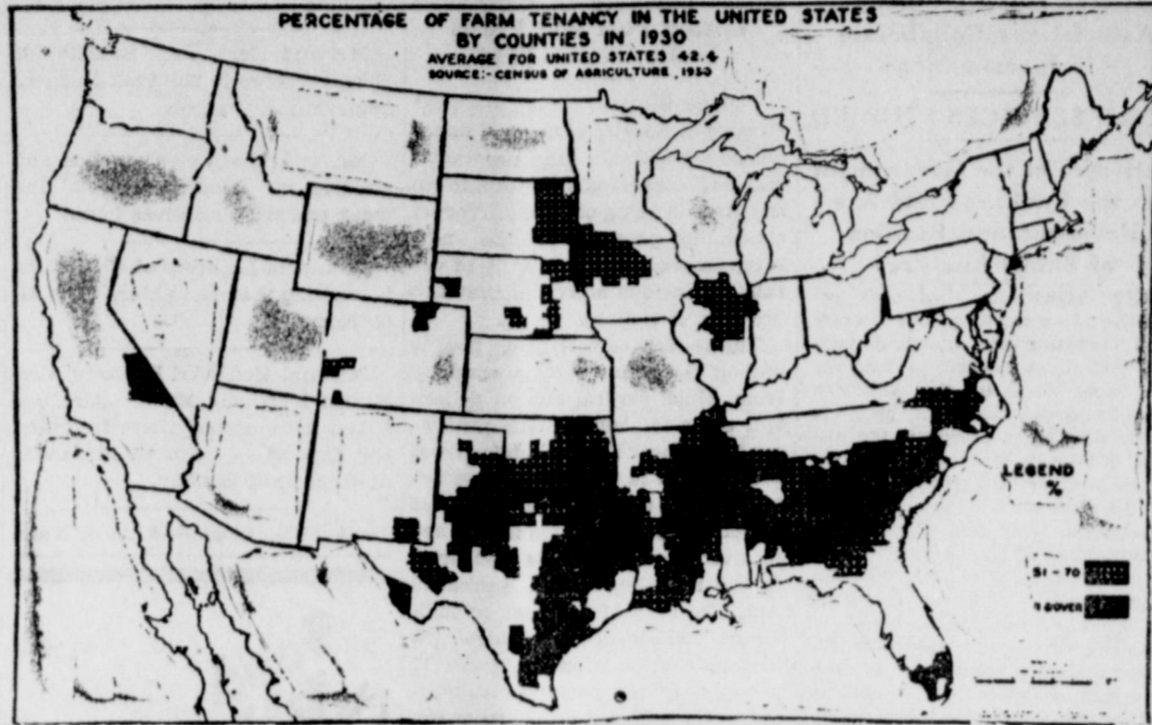 PERCENTAGE OF FARM TENANCY IN THE UNITED STATES
BY COUNTIES IN 1930
AVERAGE FOR UNITED STATES 42.4
SOURCE:- CENSUS OF AGRICULTURE, 1930
LEGEND
%
51 - 70
& OVER